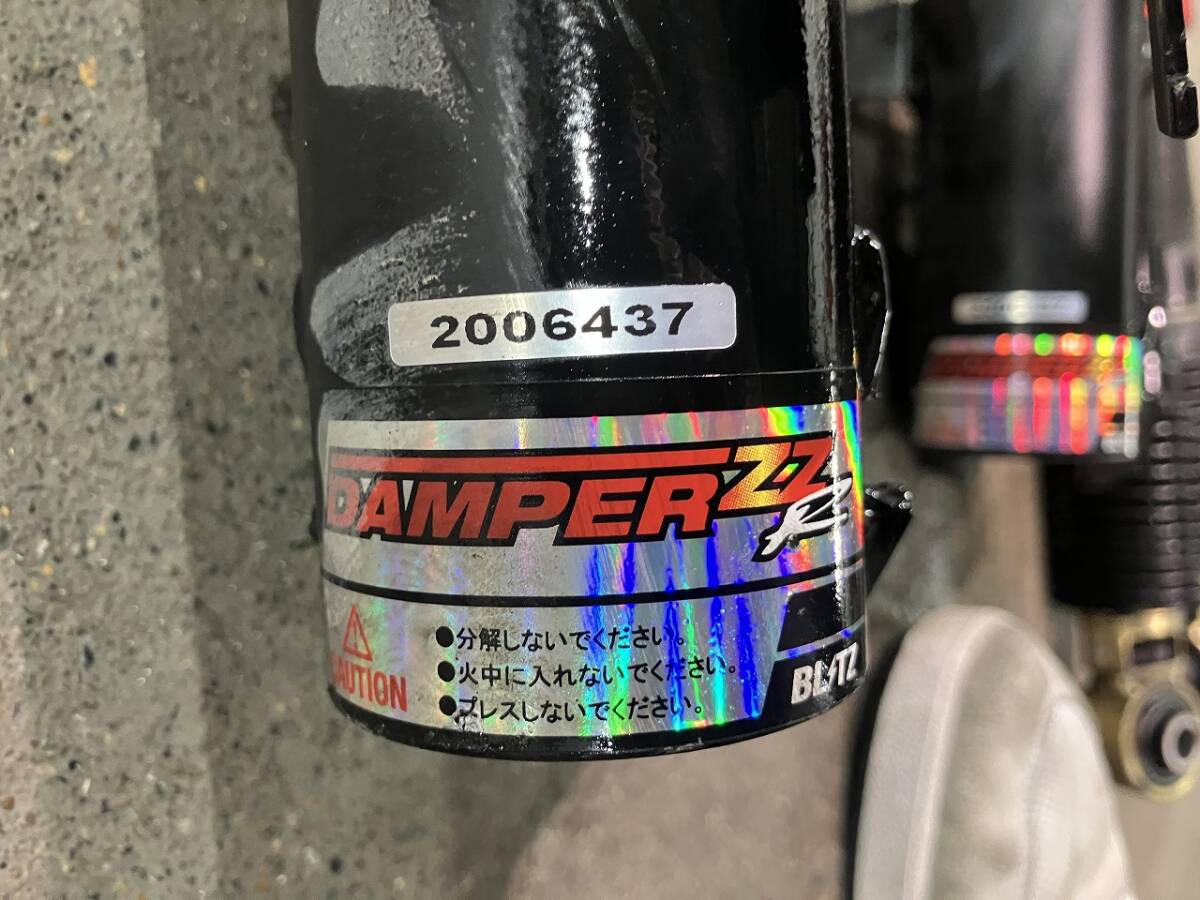 2006437
DAMPER ZZ R
CAUTION
●分解しないでください。
●火中に入れないでください。
●プレスしないでください。
BLITZ